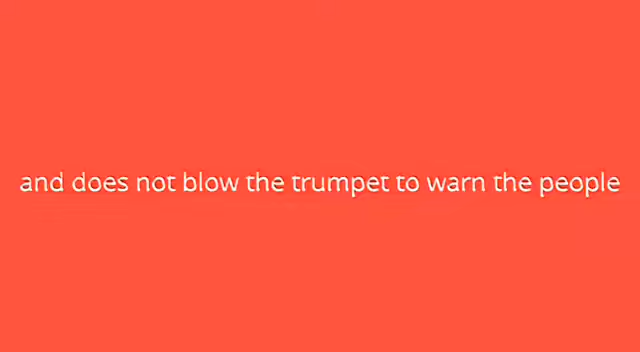 and does not blow the trumpet to warn the people